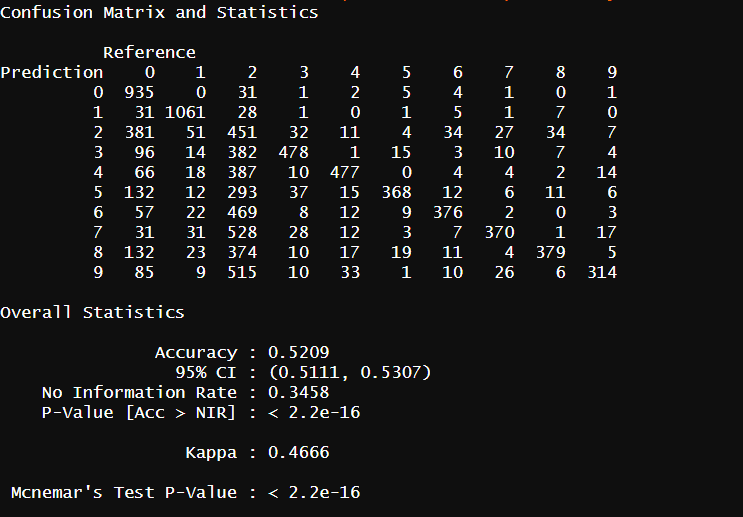 Confusion Matrix and Statistics
Reference
Prediction 0 1 2 3 4 5 6 7 8 9
0 935 0 31 1 2 5 4 1 0 1
1 31 1061 28 1 0 1 5 1 7 0
2 381 51 451 32 11 4 34 27 34 7
3 96 14 382 478 1 15 3 10 7 4
4 66 18 387 10 477 0 4 4 2 14
5 132 12 293 37 15 368 12 6 11 6
6 57 22 469 8 12 9 376 2 0 3
7 31 31 528 28 12 3 7 370 1 17
8 132 23 374 10 17 19 11 4 379 5
9 85 9 515 10 33 1 10 26 6 314
Overall Statistics
Accuracy : 0.5209
95% CI : (0.5111, 0.5307)
No Information Rate : 0.3458
P-Value [Acc > NIR] : < 2.2e-16
Kappa : 0.4666
Mcnemar's Test P-Value : < 2.2e-16